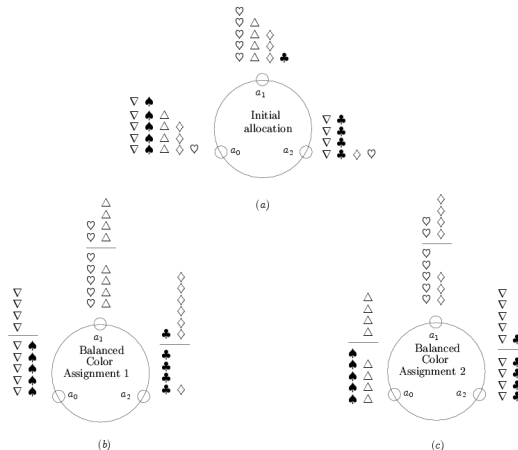 a₁
Initial
allocation
a₀ a₂
(a)
a₁
Balanced
Color
Assignment 1
a₀ a₂
(b)
a₁
Balanced
Color
Assignment 2
a₀ a₂
(c)